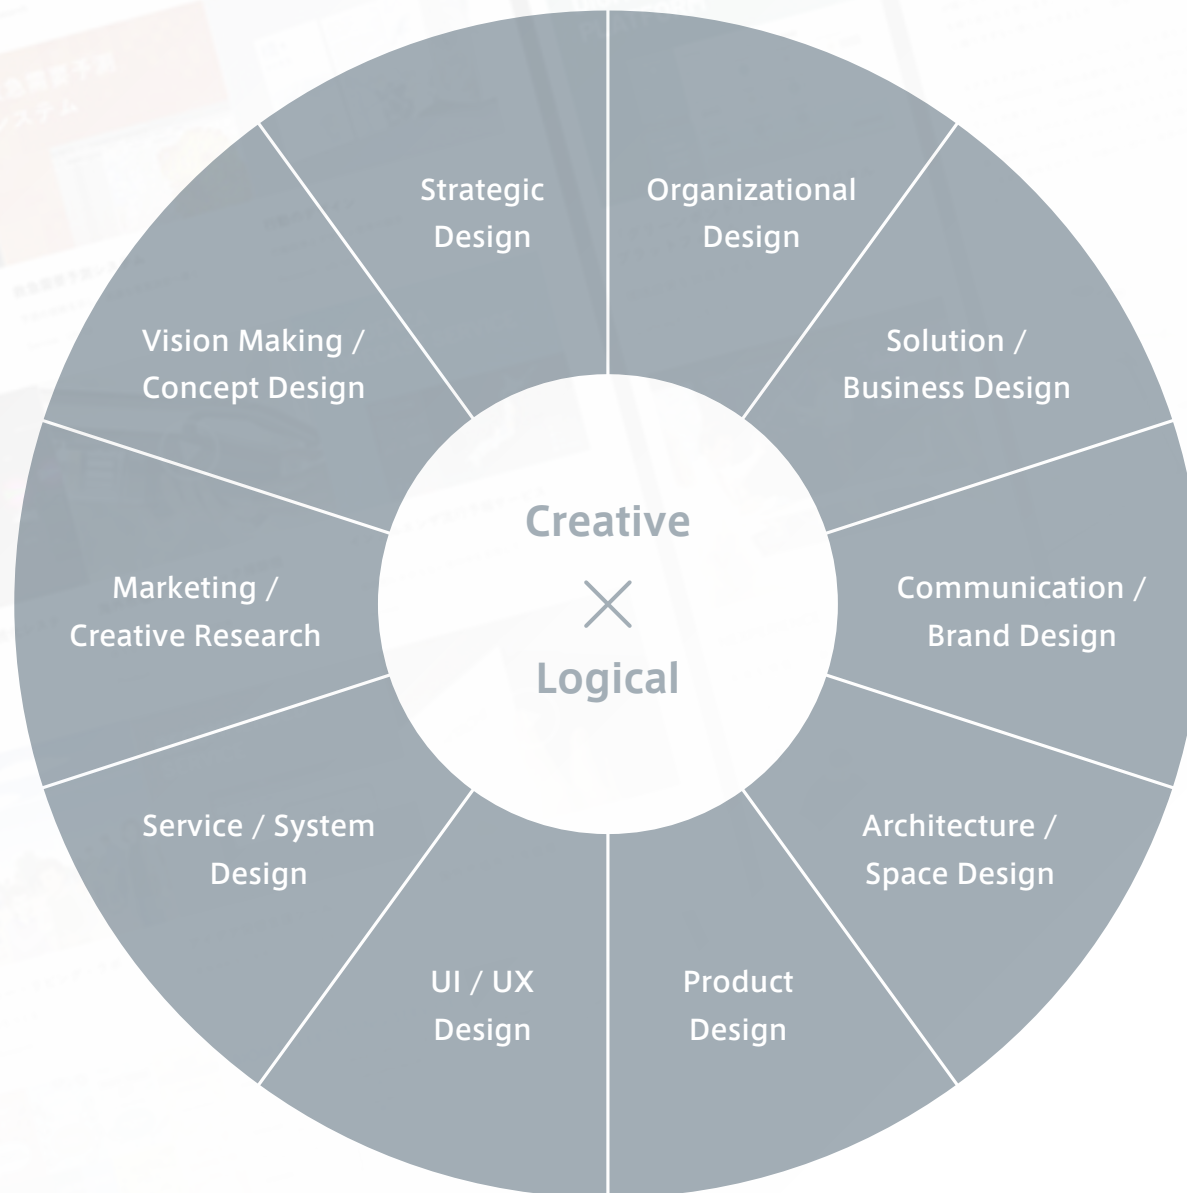 Strategic
Design
Organizational
Design
Vision Making /
Concept Design
Solution /
Business Design
Marketing /
Creative Research
Creative
×
Logical
Communication /
Brand Design
Service / System
Design
Architecture /
Space Design
UI / UX
Design
Product
Design